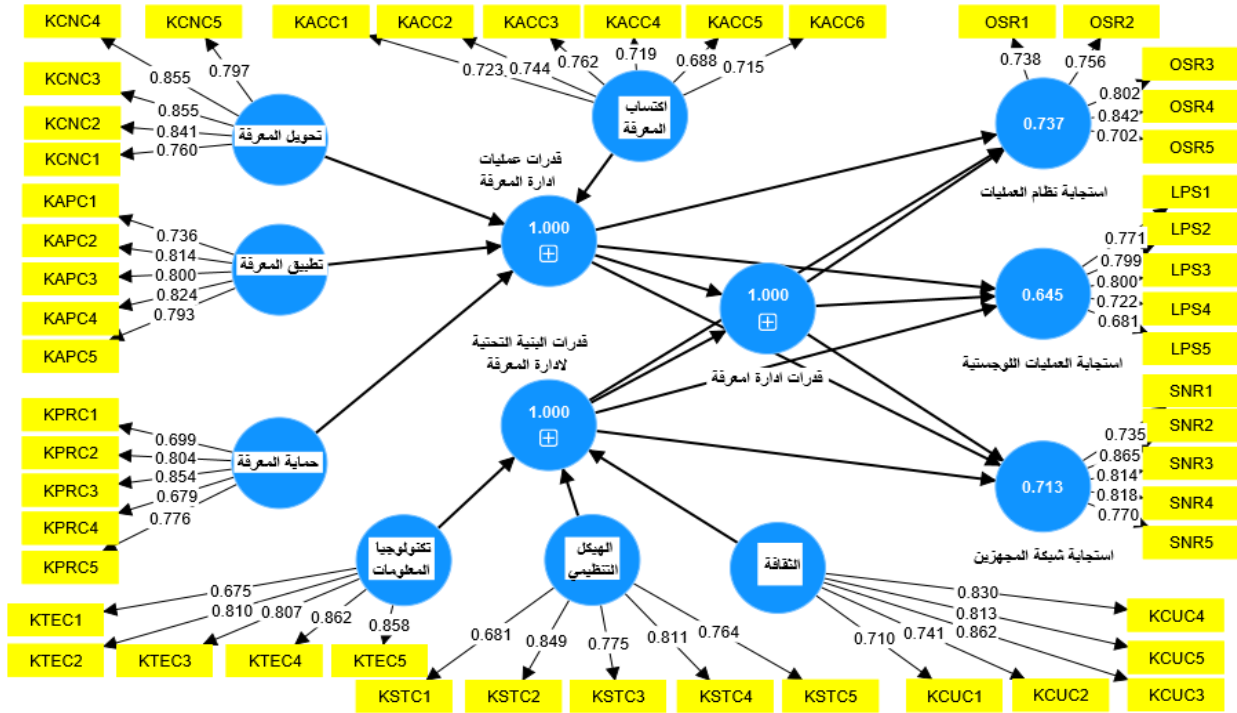 KCNC4
KCNC5
KACC1
KACC2
KACC3
KACC4
KACC5
KACC6
OSR1
OSR2
0.855
0.797
0.723
0.744
0.762
0.719
0.688
0.715
0.738
0.756
KCNC3
KCNC2
KCNC1
0.855
0.841
0.760
تحويل المعرفة
اكتساب
المعرفة
0.737
0.802
0.842
0.702
OSR3
OSR4
OSR5
استجابة نظام العمليات
قدرات عمليات
ادارة المعرفة
1.000
KAPC1
KAPC2
KAPC3
KAPC4
KAPC5
0.736
0.814
0.800
0.824
0.793
تطبيق المعرفة
1.000
قدرات ادارة امعرفة
0.645
0.771
0.799
0.800
0.722
0.681
LPS1
LPS2
LPS3
LPS4
LPS5
استجابة العمليات اللوجستية
قدرات البنية التحتية
لادارة المعرفة
1.000
KPRC1
KPRC2
KPRC3
KPRC4
KPRC5
0.699
0.804
0.854
0.679
0.776
حماية المعرفة
0.713
0.735
0.865
0.814
0.818
0.770
SNR1
SNR2
SNR3
SNR4
SNR5
استجابة شبكة المجهزين
تكنولوجيا
المعلومات
الهيكل
التنظيمي
الثقافة
0.675
0.810
0.807
0.862
0.858
KTEC1
KTEC2
KTEC3
KTEC4
KTEC5
0.681
0.849
0.775
0.811
0.764
KSTC1
KSTC2
KSTC3
KSTC4
KSTC5
0.710
0.741
0.862
0.813
0.830
KCUC1
KCUC2
KCUC3
KCUC5
KCUC4